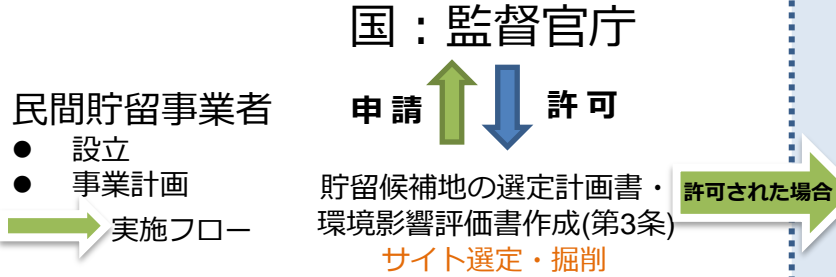 国：監督官庁
申請
許可
民間貯留事業者
● 設立
● 事業計画
実施フロー
貯留候補地の選定計画書・
環境影響評価書作成(第3条)
サイト選定・掘削
許可された場合